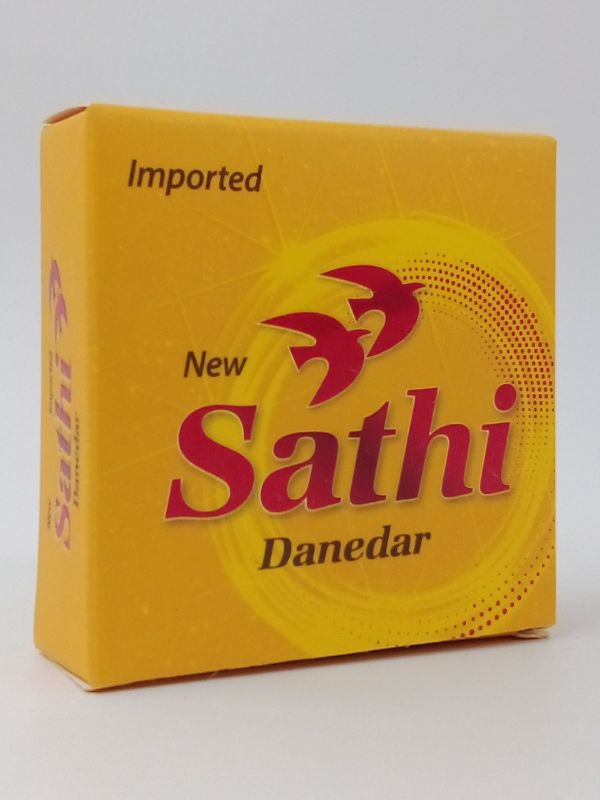 Imported
New
Sathi
Danedar
New
Imported
Sathi
Danedar